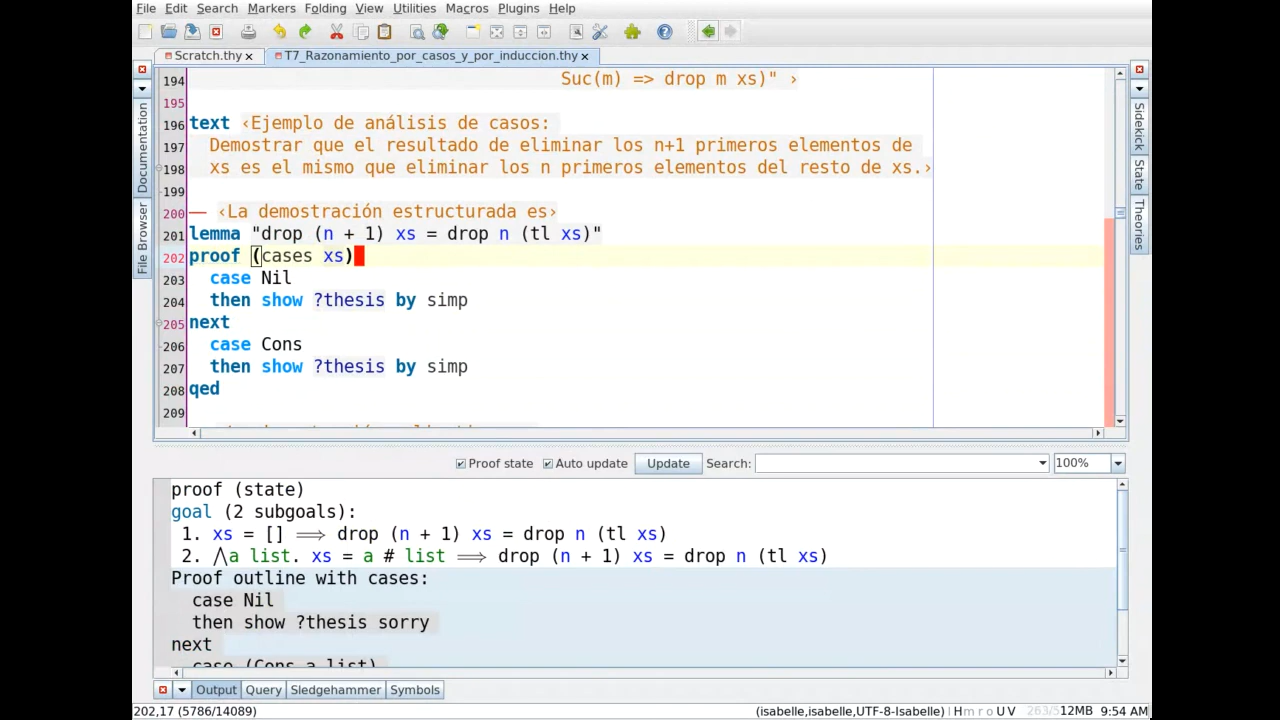 File Edit Search Markers Folding View Utilities Macros Plugins Help
Scratch.thy T7_Razonamiento_por_casos_y_por_induccion.thy
Documentation
File Browser
194 Suc(m) => drop m xs)" ›
195
196 text ‹Ejemplo de análisis de casos:
197 Demostrar que el resultado de eliminar los n+1 primeros elementos de
198 xs es el mismo que eliminar los n primeros elementos del resto de xs.›
199
200 — ‹La demostración estructurada es›
201 lemma "drop (n + 1) xs = drop n (tl xs)"
202 proof (cases xs)
203 case Nil
204 then show ?thesis by simp
205 next
206 case Cons
207 then show ?thesis by simp
208 qed
209
Sidekick
State
Theories
Proof state Auto update Update Search: 100%
proof (state)
goal (2 subgoals):
1. xs = [] ⟹ drop (n + 1) xs = drop n (tl xs)
2. ⋀a list. xs = a # list ⟹ drop (n + 1) xs = drop n (tl xs)
Proof outline with cases:
case Nil
then show ?thesis sorry
next
case (Cons a list)
Output Query Sledgehammer Symbols
202,17 (5786/14089) (isabelle,isabelle,UTF-8-Isabelle) | H m r o U V 12MB 9:54 AM